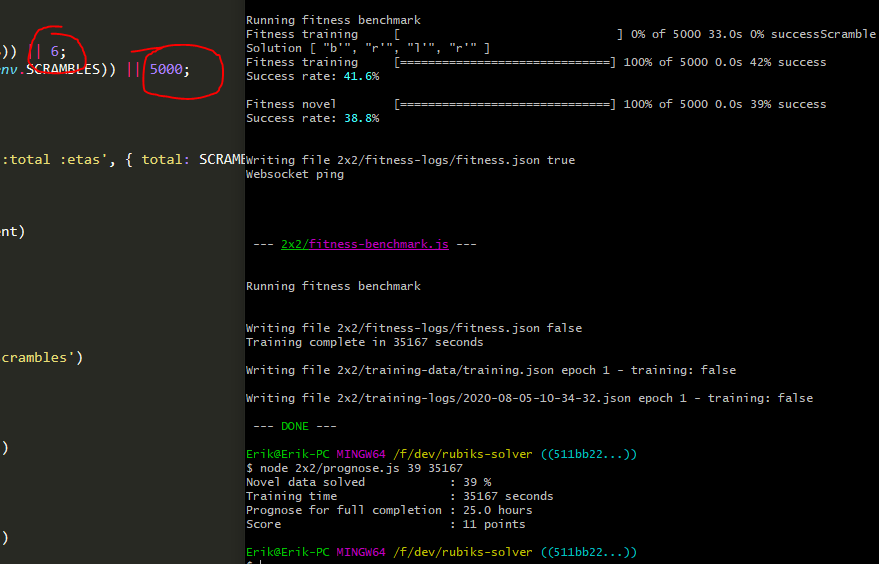 )) || 6;
nv.SCRAMBLES)) || 5000;
:total :etas', { total: SCRAMB
nt)
crambles')
)
)
Running fitness benchmark
Fitness training [ ] 0% of 5000 33.0s 0% successScramble
Solution [ "b'", "r'", "l'", "r'" ]
Fitness training [==============================] 100% of 5000 0.0s 42% success
Success rate: 41.6%
Fitness novel [==============================] 100% of 5000 0.0s 39% success
Success rate: 38.8%
Writing file 2x2/fitness-logs/fitness.json true
Websocket ping
--- 2x2/fitness-benchmark.js ---
Running fitness benchmark
Writing file 2x2/fitness-logs/fitness.json false
Training complete in 35167 seconds
Writing file 2x2/training-data/training.json epoch 1 - training: false
Writing file 2x2/training-logs/2020-08-05-10-34-32.json epoch 1 - training: false
--- DONE ---
Erik@Erik-PC MINGW64 /f/dev/rubiks-solver ((511bb22...))
$ node 2x2/prognose.js 39 35167
Novel data solved : 39 %
Training time : 35167 seconds
Prognose for full completion : 25.0 hours
Score : 11 points
Erik@Erik-PC MINGW64 /f/dev/rubiks-solver ((511bb22...))